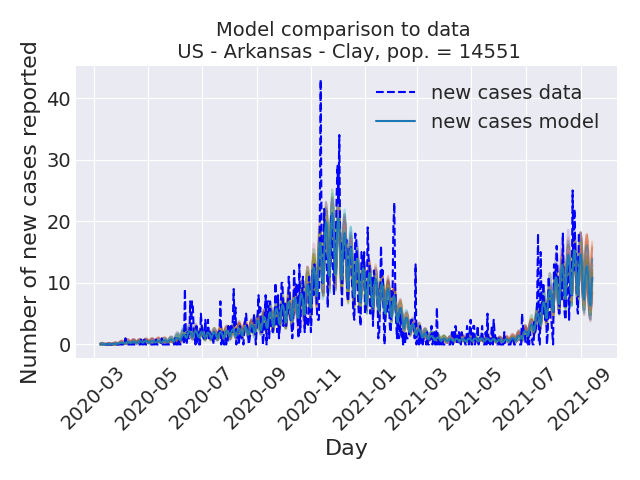 Model comparison to data
US - Arkansas - Clay, pop. = 14551
Number of new cases reported
40
30
20
10
0
new cases data
new cases model
2020-03
2020-05
2020-07
2020-09
2020-11
2021-01
2021-03
2021-05
2021-07
2021-09
Day